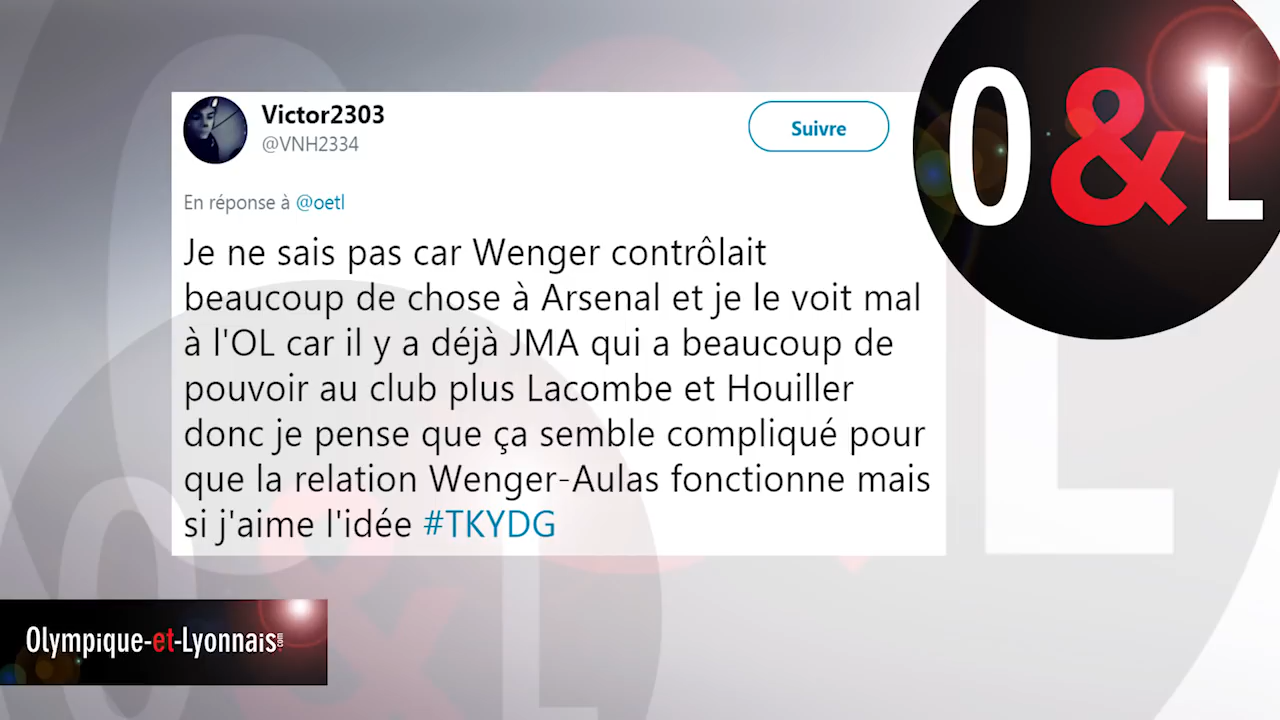 O&L
Victor2303
@VNH2334
Suivre
En réponse à @oetl
Je ne sais pas car Wenger contrôlait
beaucoup de chose à Arsenal et je le voit mal
à l'OL car il y a déjà JMA qui a beaucoup de
pouvoir au club plus Lacombe et Houiller
donc je pense que ça semble compliqué pour
que la relation Wenger-Aulas fonctionne mais
si j'aime l'idée #TKYDG
Olympique-et-Lyonnais.com